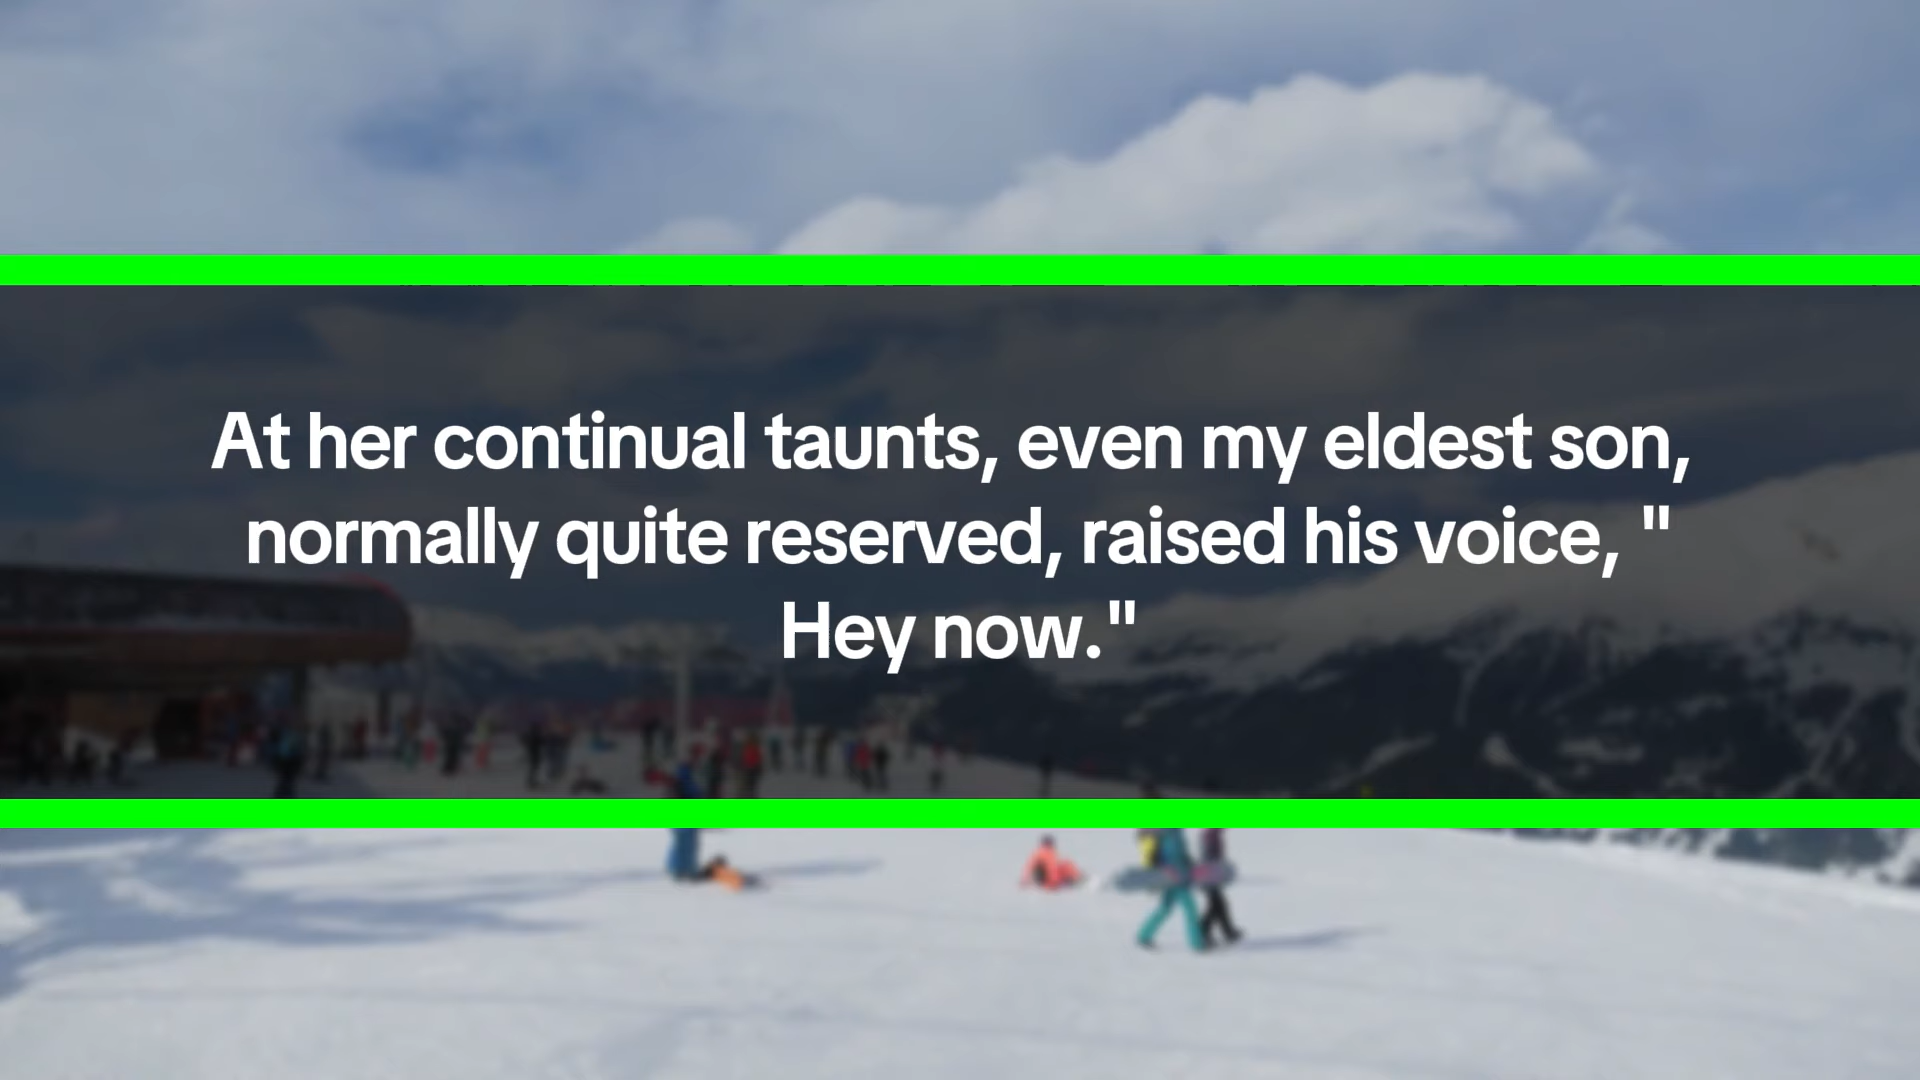 At her continual taunts, even my eldest son,
normally quite reserved, raised his voice, "
Hey now."